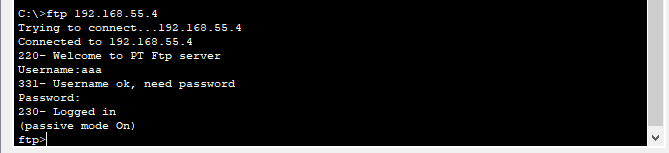 C:\>ftp 192.168.55.4
Trying to connect...192.168.55.4
Connected to 192.168.55.4
220- Welcome to PT Ftp server
Username:aaa
331- Username ok, need password
Password:
230- Logged in
(passive mode On)
ftp>